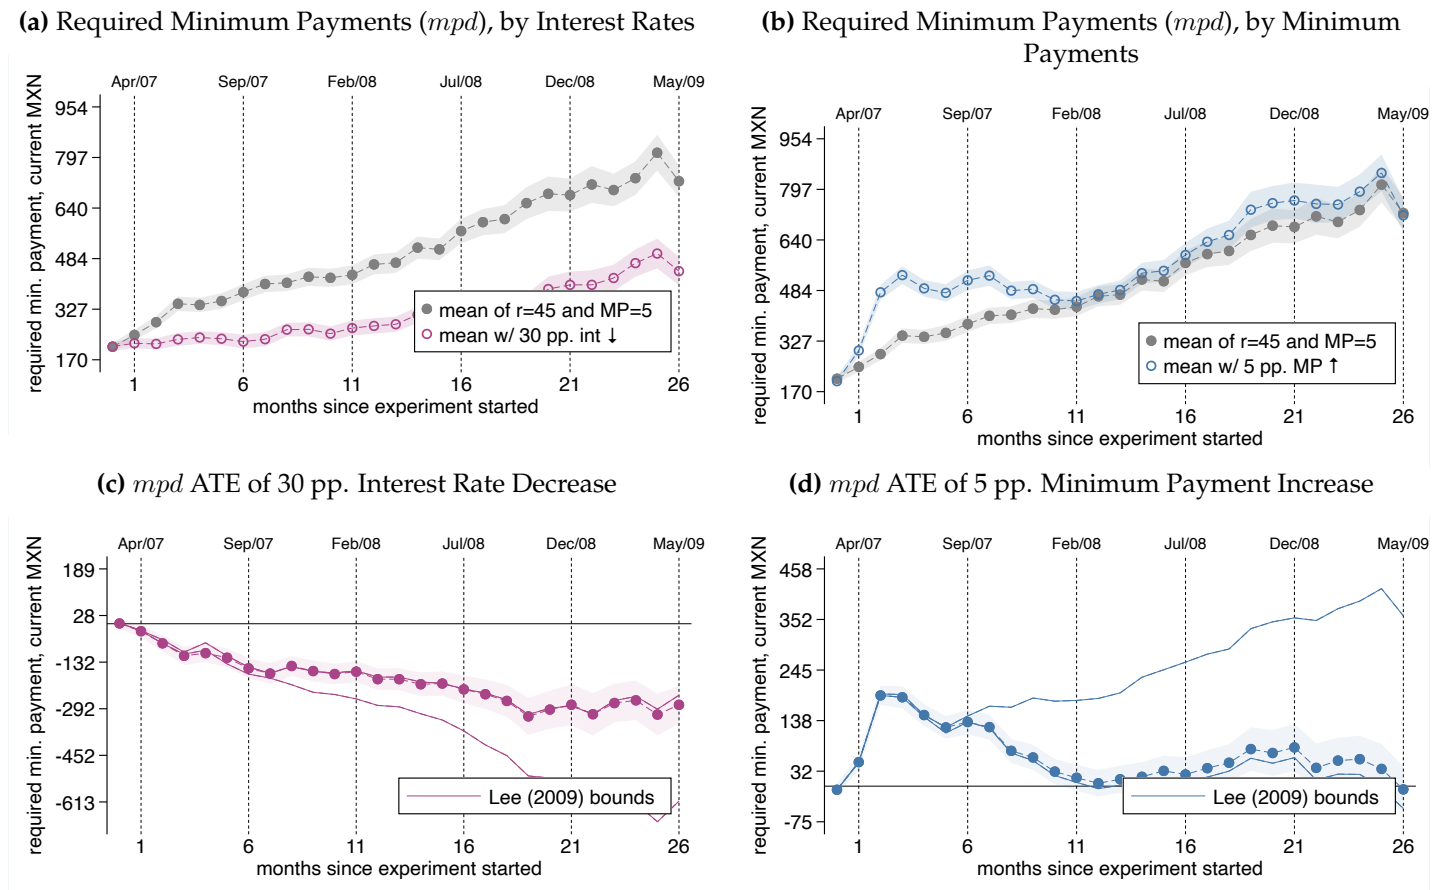 (a) Required Minimum Payments (mpd), by Interest Rates
required min. payment, current MXN
Apr/07 Sep/07 Feb/08 Jul/08 Dec/08 May/09
954
797
640
484
327
170
mean of r=45 and MP=5
mean w/ 30 pp. int ↓
1 6 11 16 21 26
months since experiment started
(b) Required Minimum Payments (mpd), by Minimum
Payments
required min. payment, current MXN
Apr/07 Sep/07 Feb/08 Jul/08 Dec/08 May/09
954
797
640
484
327
170
mean of r=45 and MP=5
mean w/ 5 pp. MP ↑
1 6 11 16 21 26
months since experiment started
(c) mpd ATE of 30 pp. Interest Rate Decrease
required min. payment, current MXN
Apr/07 Sep/07 Feb/08 Jul/08 Dec/08 May/09
189
28
-132
-292
-452
-613
Lee (2009) bounds
1 6 11 16 21 26
months since experiment started
(d) mpd ATE of 5 pp. Minimum Payment Increase
required min. payment, current MXN
Apr/07 Sep/07 Feb/08 Jul/08 Dec/08 May/09
458
352
245
138
32
-75
Lee (2009) bounds
1 6 11 16 21 26
months since experiment started